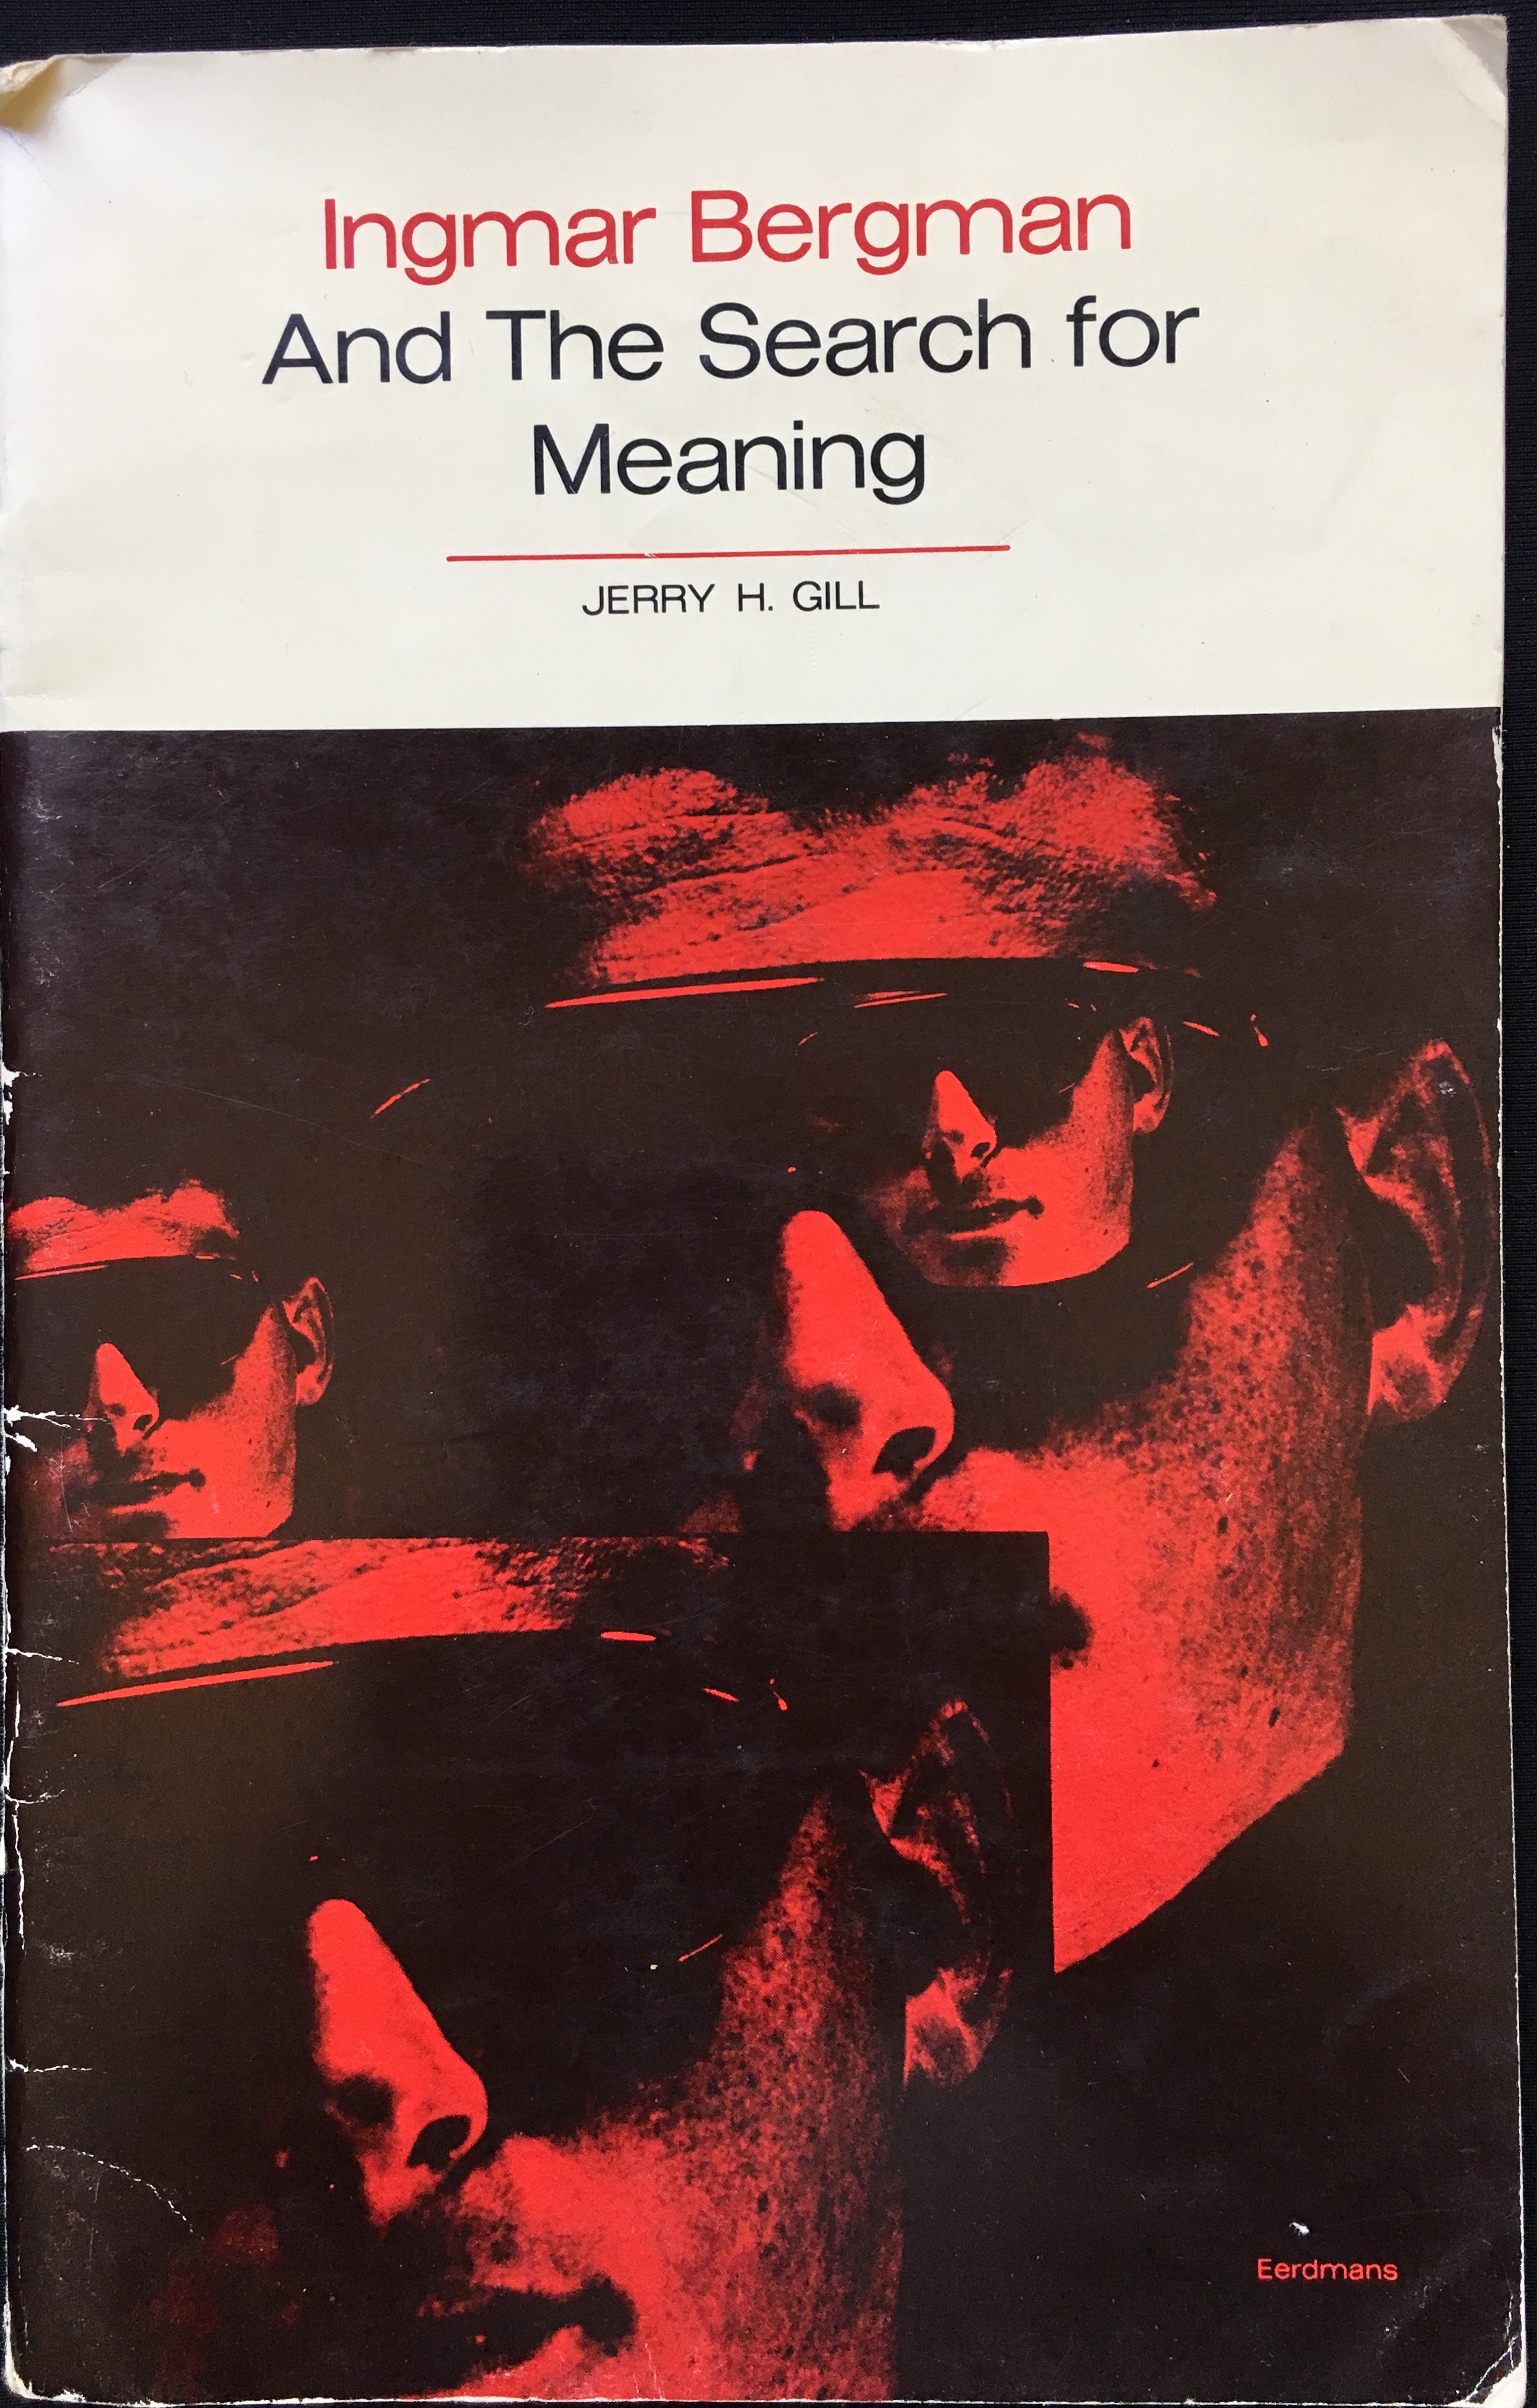 Ingmar Bergman
And The Search for
Meaning
JERRY H. GILL
Eerdmans